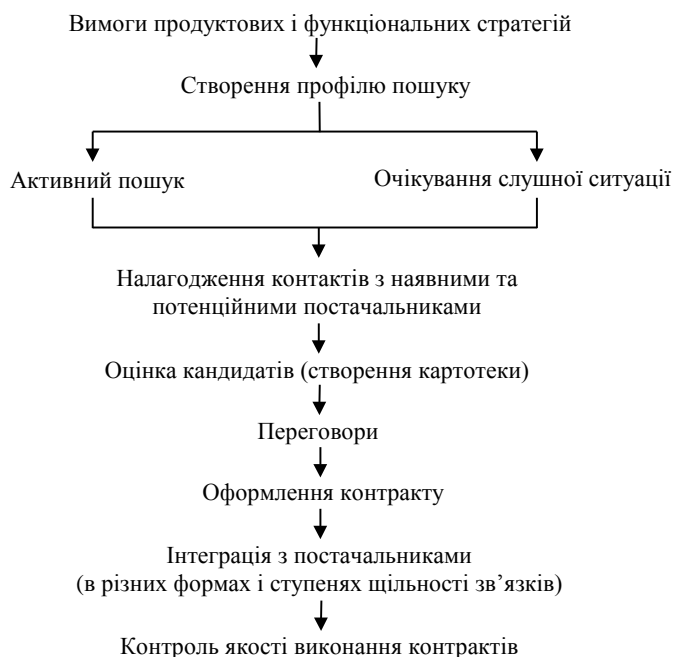 Вимоги продуктових і функціональних стратегій
Створення профілю пошуку
Активний пошук
Очікування слушної ситуації
Налагодження контактів з наявними та
потенційними постачальниками
Оцінка кандидатів (створення картотеки)
Переговори
Оформлення контракту
Інтеграція з постачальниками
(в різних формах і ступенях щільності зв’язків)
Контроль якості виконання контрактів